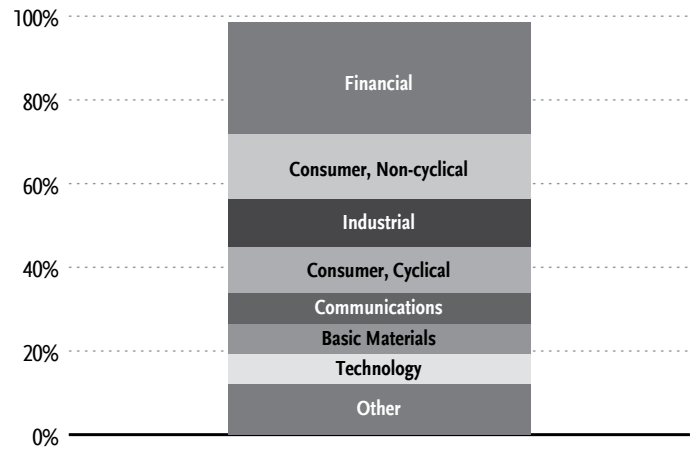 100%
Financial
80%
Consumer, Non-cyclical
60%
Industrial
40%
Consumer, Cyclical
Communications
Basic Materials
20%
Technology
Other
0%